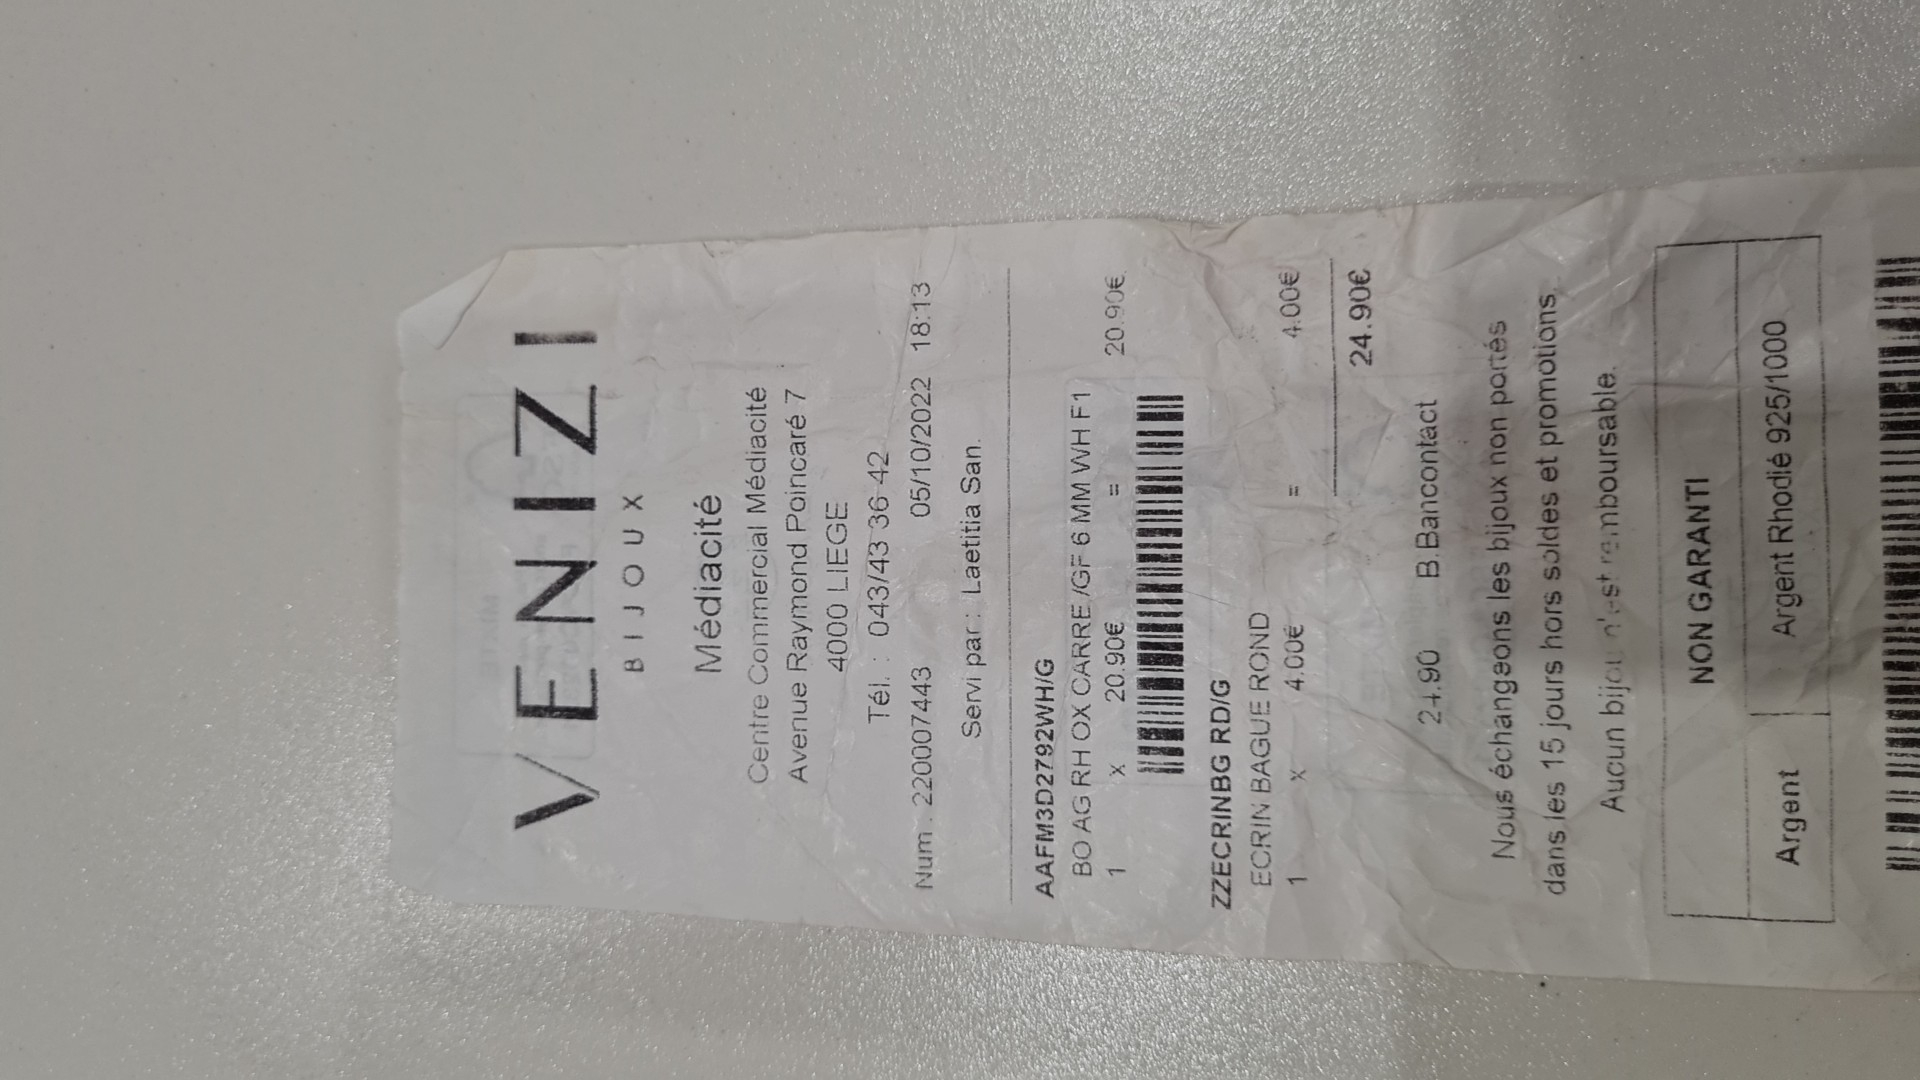 VENIZI
BIJOUX
Médiacité
Centre Commercial Médiacité
Avenue Raymond Poincaré 7
4000 LIEGE
Tél. : 043/43 36 42
Num. 220007443 05/10/2022 18:13
Servi par : Laetitia San.
AAFM3D2792WH/G
BO AG RH OX CARRE /GF 6 MM WH F1
1 x 20.90€ = 20.90€
ZZECRINBG RD/G
ECRIN BAGUE ROND
1 x 4.00€ = 4.00€
24.90€
24.90 B.Bancontact
Nous échangeons les bijoux non portés
dans les 15 jours hors soldes et promotions.
Aucun bijou n'est remboursable.
NON GARANTI
Argent Argent Rhodié 925/1000